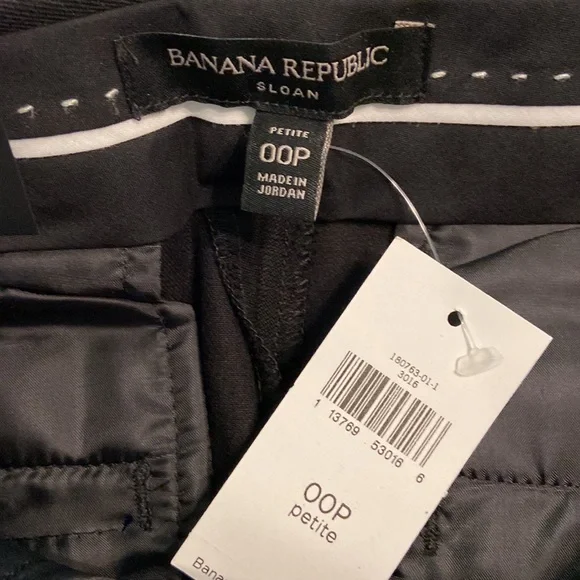 BANANA REPUBLIC
SLOAN
PETITE
00P
MADE IN
JORDAN
180763-01-1
3016
1 13769 53016 6
00P
petite
Bana